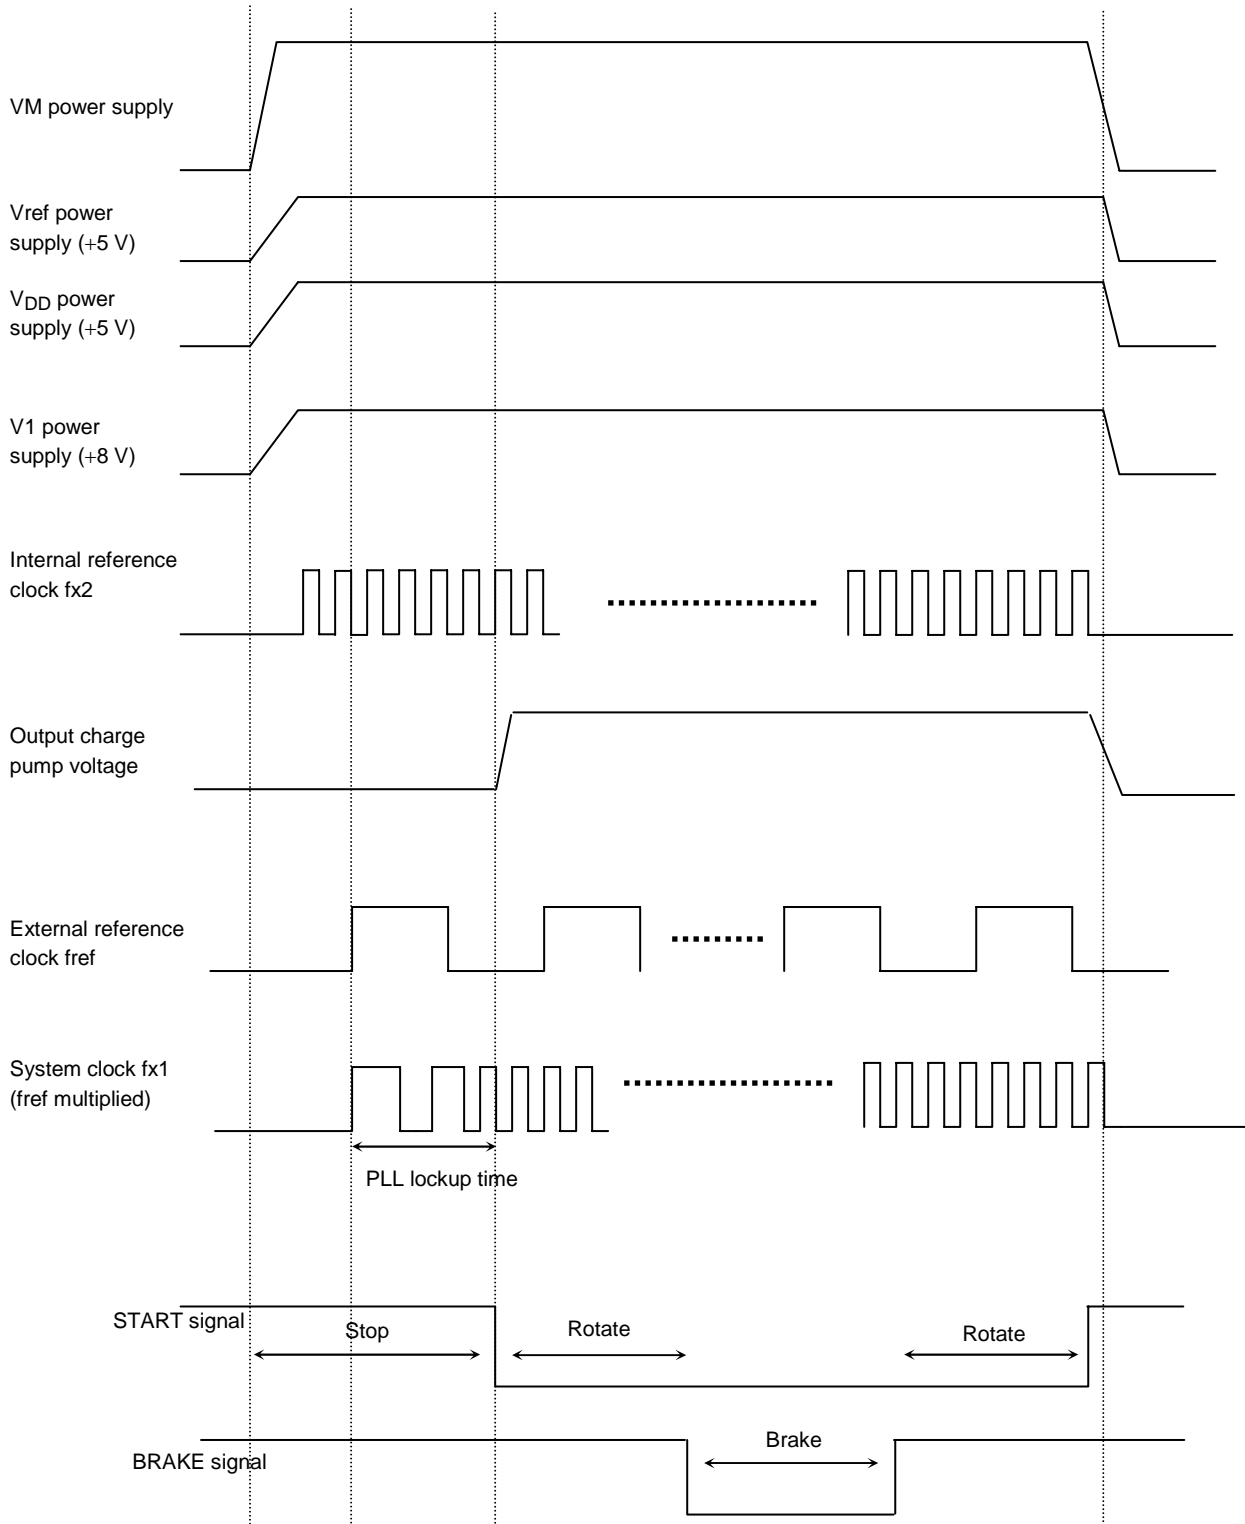 VM power supply
Vref power
supply (+5 V)
VDD power
supply (+5 V)
V1 power
supply (+8 V)
Internal reference
clock fx2
Output charge
pump voltage
External reference
clock fref
System clock fx1
(fref multiplied)
PLL lockup time
START signal
Stop
Rotate
Rotate
BRAKE signal
Brake